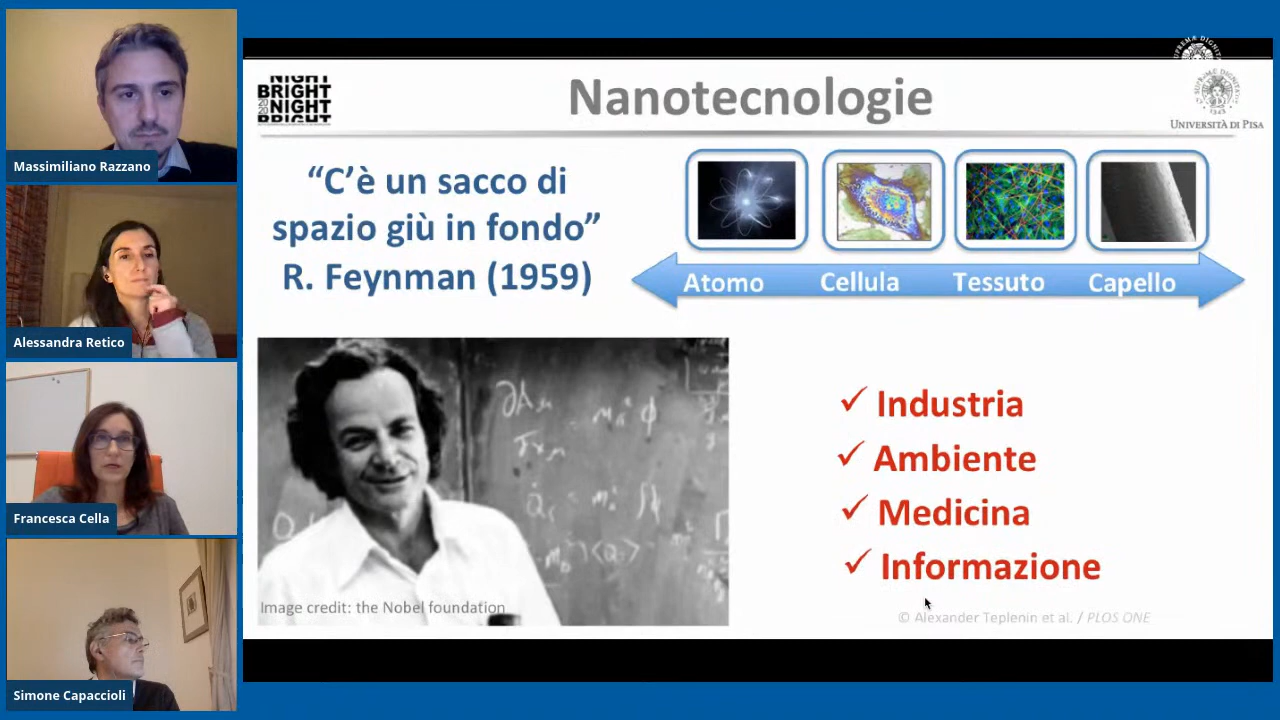 Massimiliano Razzano
Alessandra Retico
Francesca Cella
Simone Capaccioli
NIGHT
BRIGHT
NIGHT
BRIGHT
Nanotecnologie
UNIVERSITÀ DI PISA
“C’è un sacco di
spazio giù in fondo”
R. Feynman (1959)
Atomo Cellula Tessuto Capello
Image credit: the Nobel foundation
✓ Industria
✓ Ambiente
✓ Medicina
✓ Informazione
© Alexander Teplenin et al. / PLOS ONE